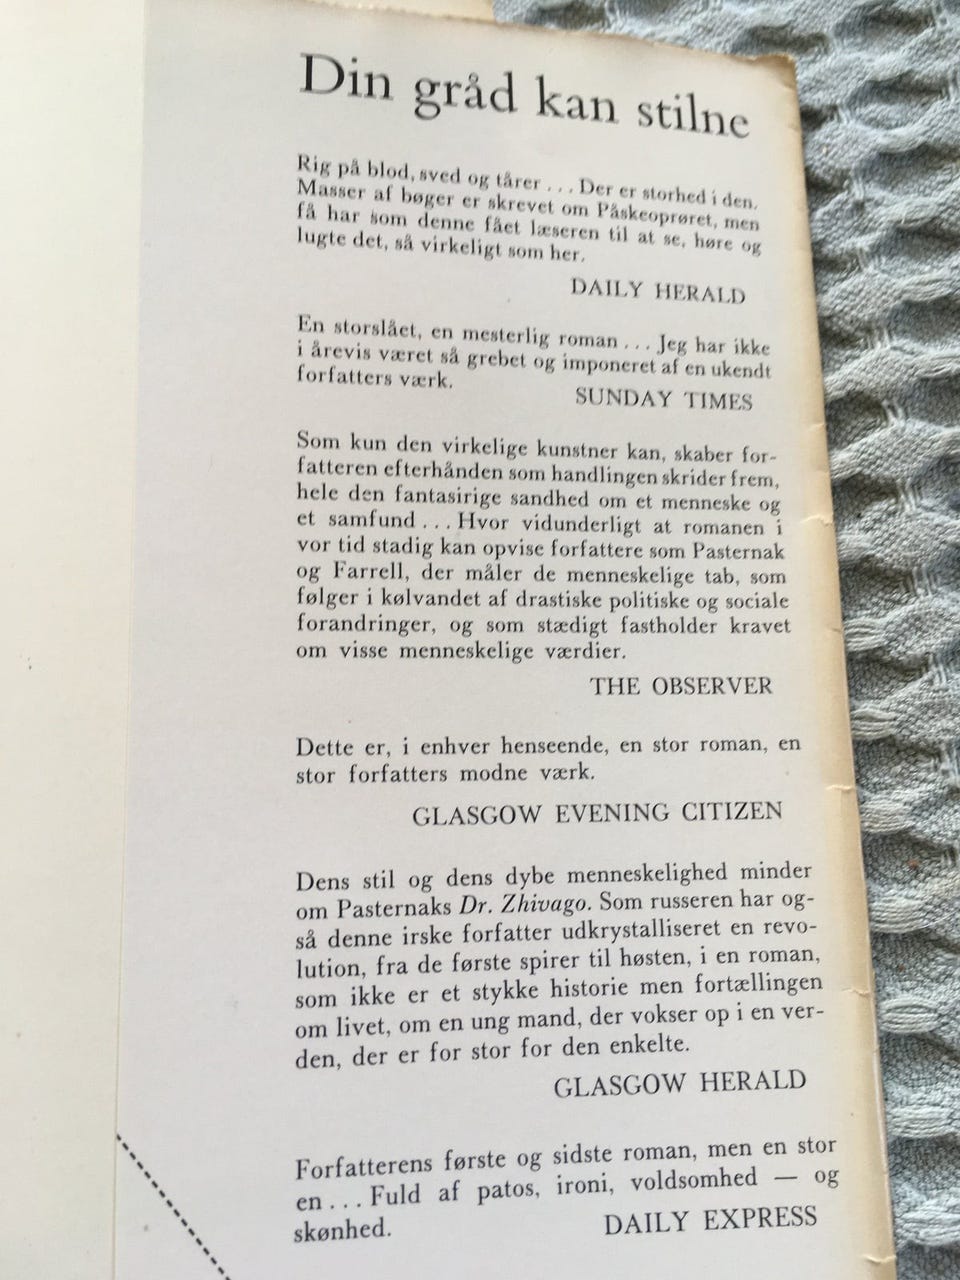 Din gråd kan stilne
Rig på blod, sved og tårer . . . Der er storhed i den.
Masser af bøger er skrevet om Påskeoprøret, men
få har som denne fået læseren til at se, høre og
lugte det, så virkeligt som her.
DAILY HERALD
En storslået, en mesterlig roman . . . Jeg har ikke
i årevis været så grebet og imponeret af en ukendt
forfatters værk.
SUNDAY TIMES
Som kun den virkelige kunstner kan, skaber for-
fatteren efterhånden som handlingen skrider frem,
hele den fantasirige sandhed om et menneske og
et samfund . . . Hvor vidunderligt at romanen i
vor tid stadig kan opvise forfattere som Pasternak
og Farrell, der måler de menneskelige tab, som
følger i kølvandet af drastiske politiske og sociale
forandringer, og som stædigt fastholder kravet
om visse menneskelige værdier.
THE OBSERVER
Dette er, i enhver henseende, en stor roman, en
stor forfatters modne værk.
GLASGOW EVENING CITIZEN
Dens stil og dens dybe menneskelighed minder
om Pasternaks Dr. Zhivago. Som russeren har og-
så denne irske forfatter udkrystalliseret en revo-
lution, fra de første spirer til høsten, i en roman,
som ikke er et stykke historie men fortællingen
om livet, om en ung mand, der vokser op i en ver-
den, der er for stor for den enkelte.
GLASGOW HERALD
Forfatterens første og sidste roman, men en stor
en . . . Fuld af patos, ironi, voldsomhed — og
skønhed.
DAILY EXPRESS